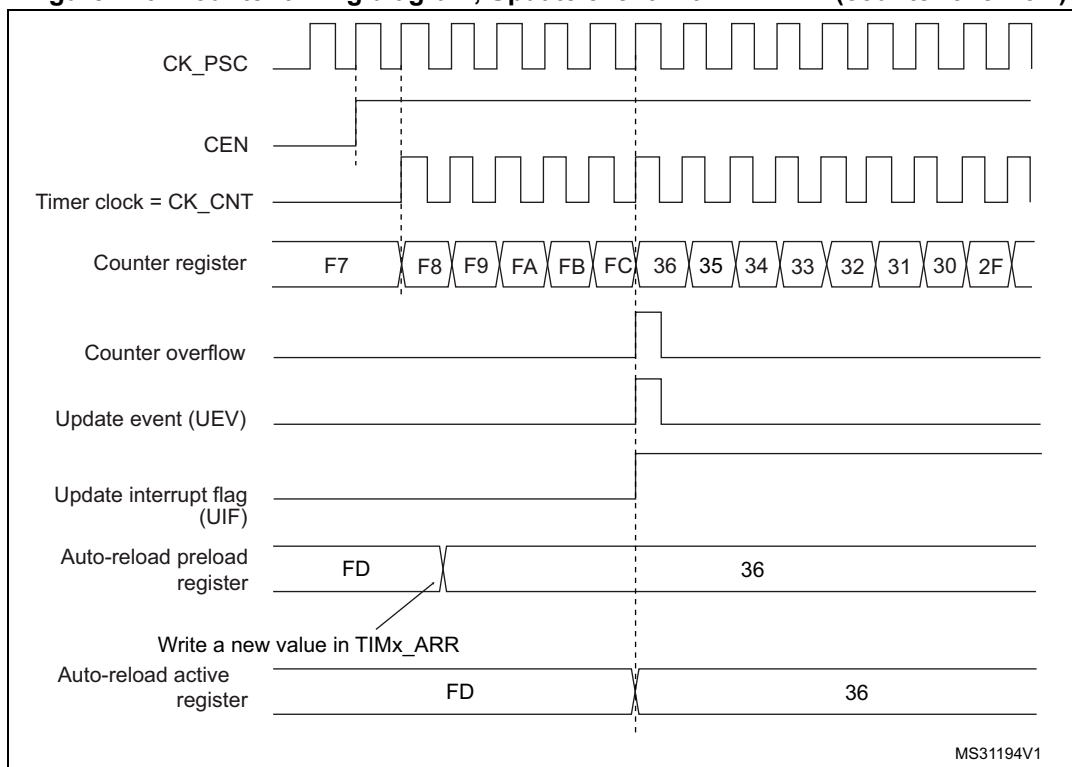 CK_PSC
CEN
Timer clock = CK_CNT
Counter register
F7 F8 F9 FA FB FC 36 35 34 33 32 31 30 2F
Counter overflow
Update event (UEV)
Update interrupt flag
(UIF)
Auto-reload preload
register
FD 36
Write a new value in TIMx_ARR
Auto-reload active
register
FD 36
MS31194V1